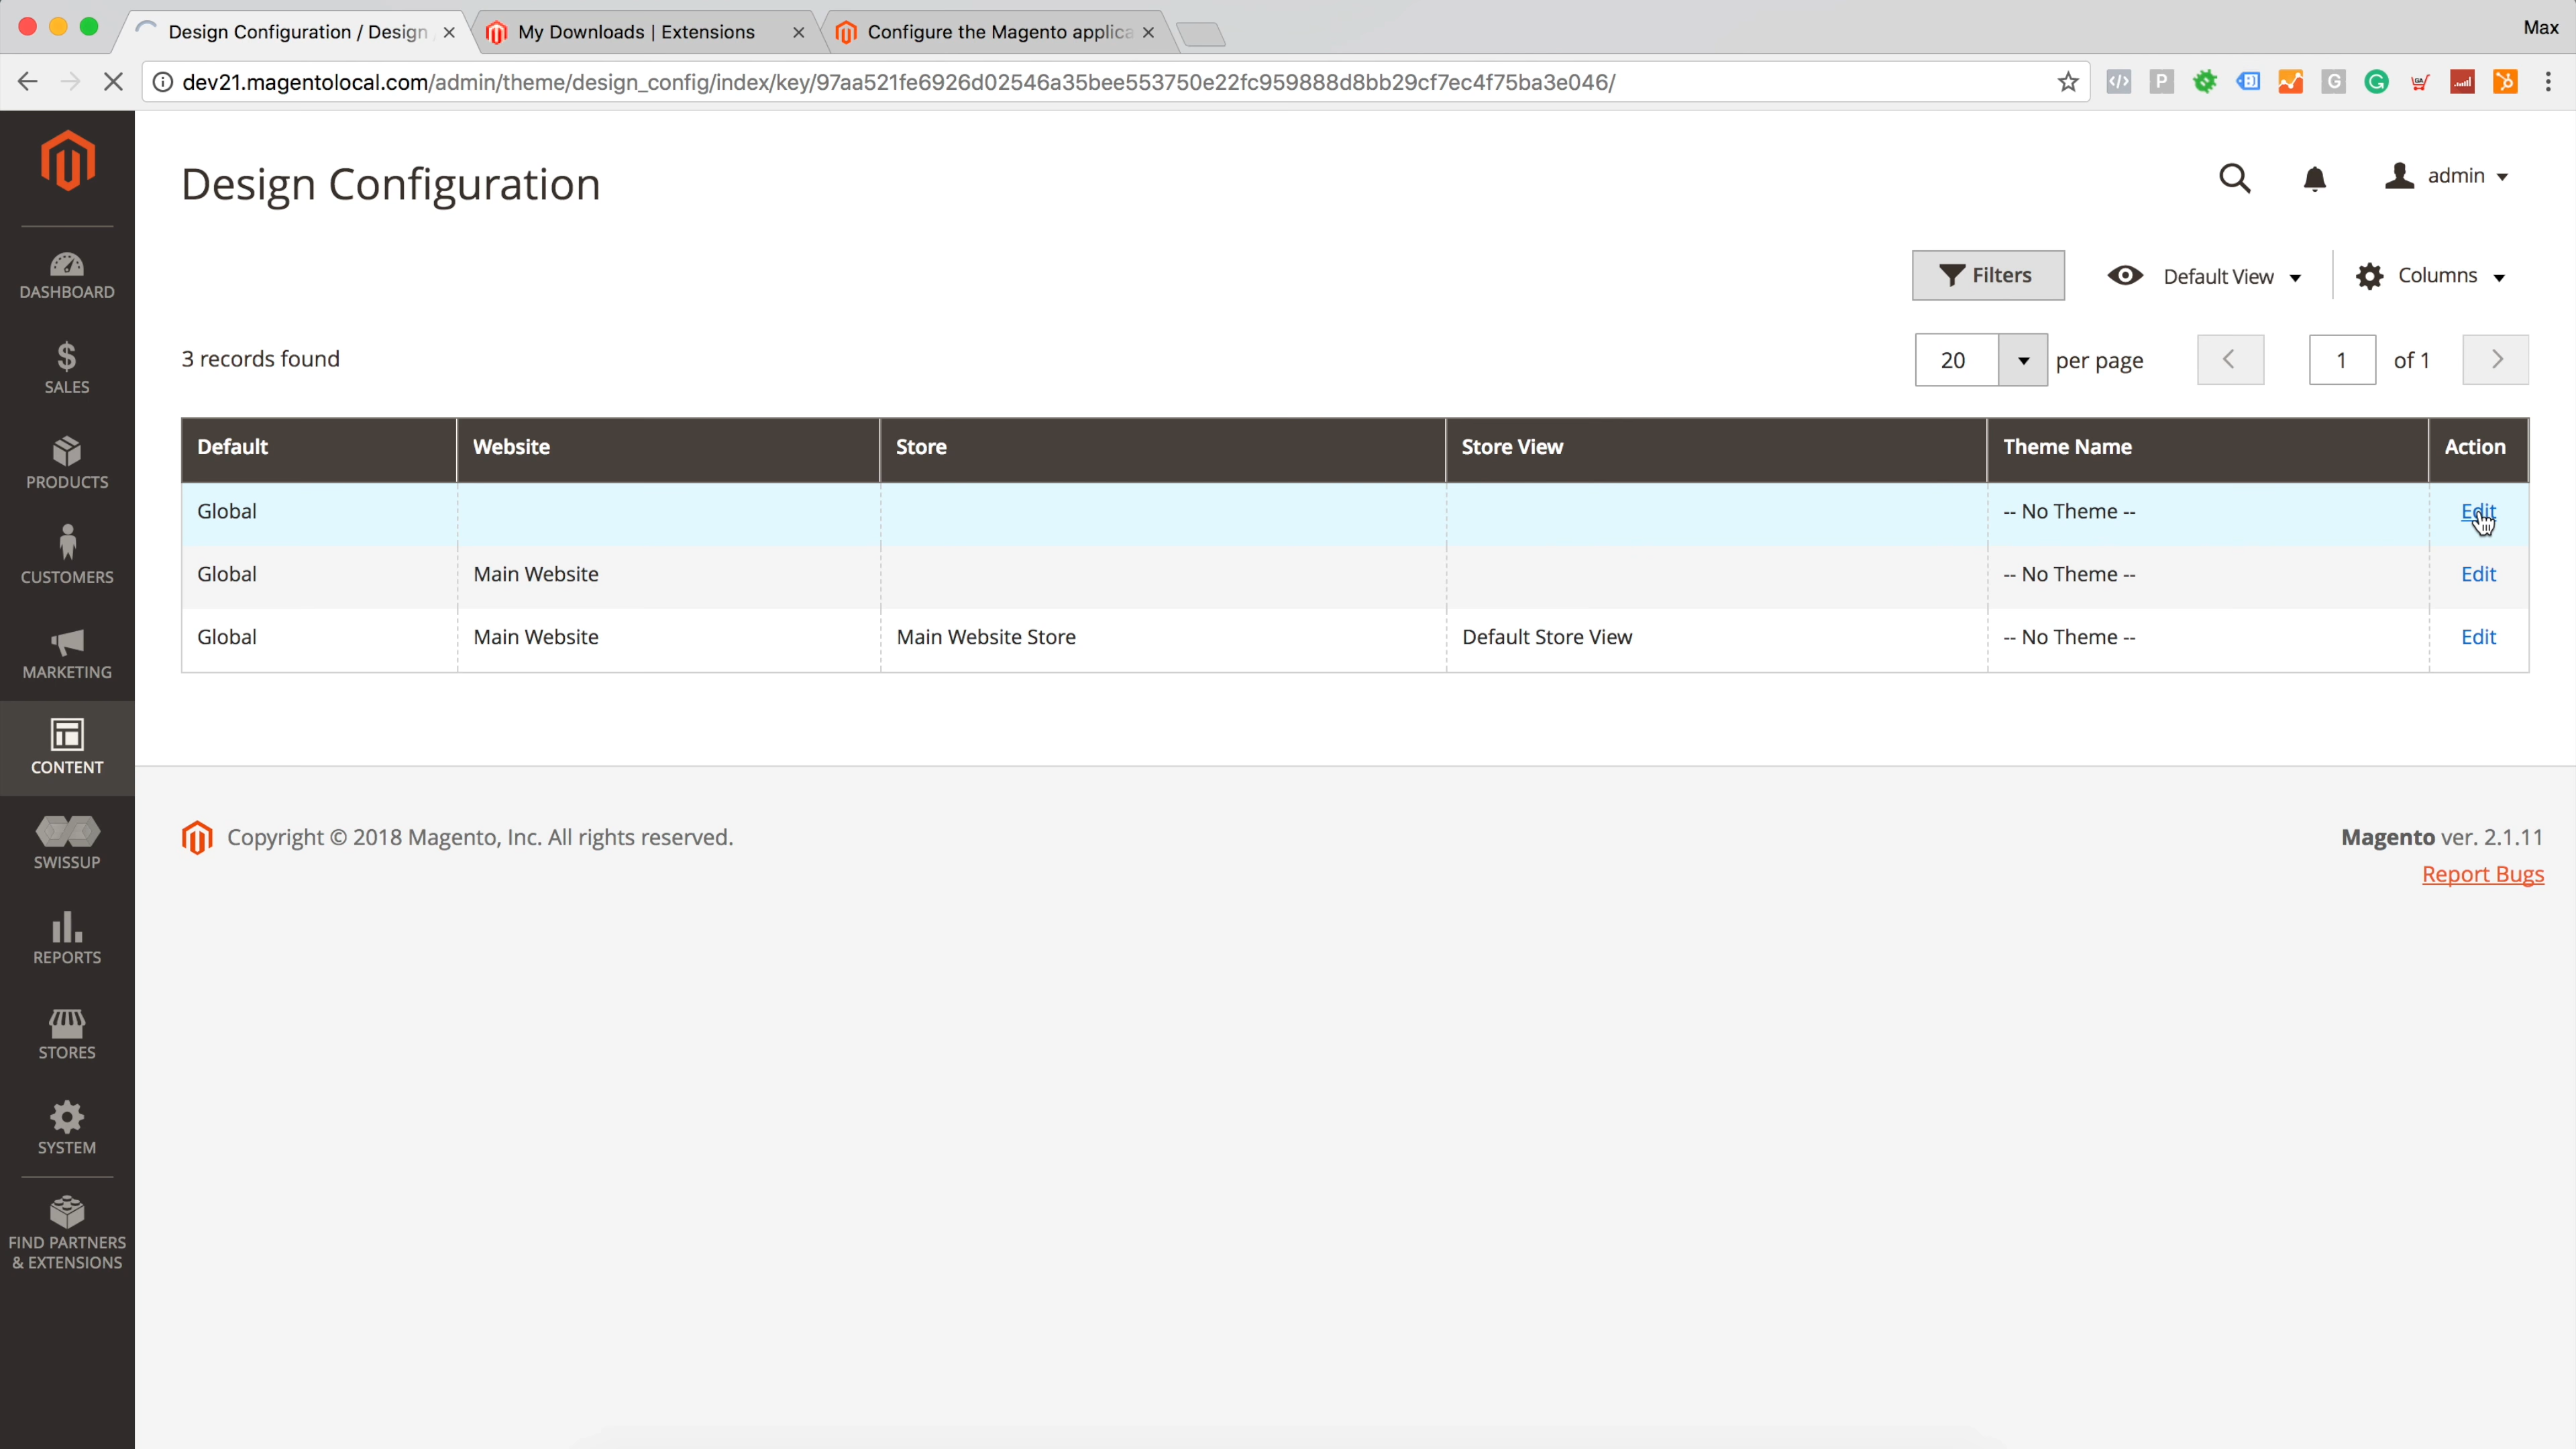 Design Configuration / Design
My Downloads | Extensions
Configure the Magento applica
Max
dev21.magentolocal.com/admin/theme/design_config/index/key/97aa521fe6926d02546a35bee553750e22fc959888d8bb29cf7ec4f75ba3e046/
Design Configuration
admin
Filters
Default View
Columns
3 records found
20
per page
1
of 1
Default Website Store Store View Theme Name Action
Global -- No Theme -- Edit
Global Main Website -- No Theme -- Edit
Global Main Website Main Website Store Default Store View -- No Theme -- Edit
DASHBOARD
SALES
PRODUCTS
CUSTOMERS
MARKETING
CONTENT
SWISSUP
REPORTS
STORES
SYSTEM
FIND PARTNERS
& EXTENSIONS
Copyright © 2018 Magento, Inc. All rights reserved.
Magento ver. 2.1.11
Report Bugs